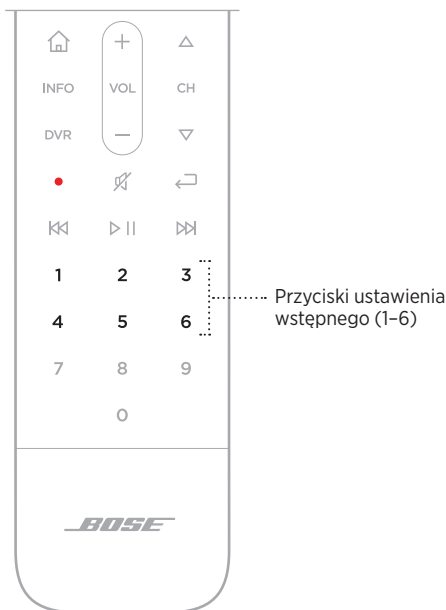 INFO VOL CH
DVR
1 2 3
4 5 6
Przyciski ustawienia
wstępnego (1–6)
7 8 9
0
BOSE